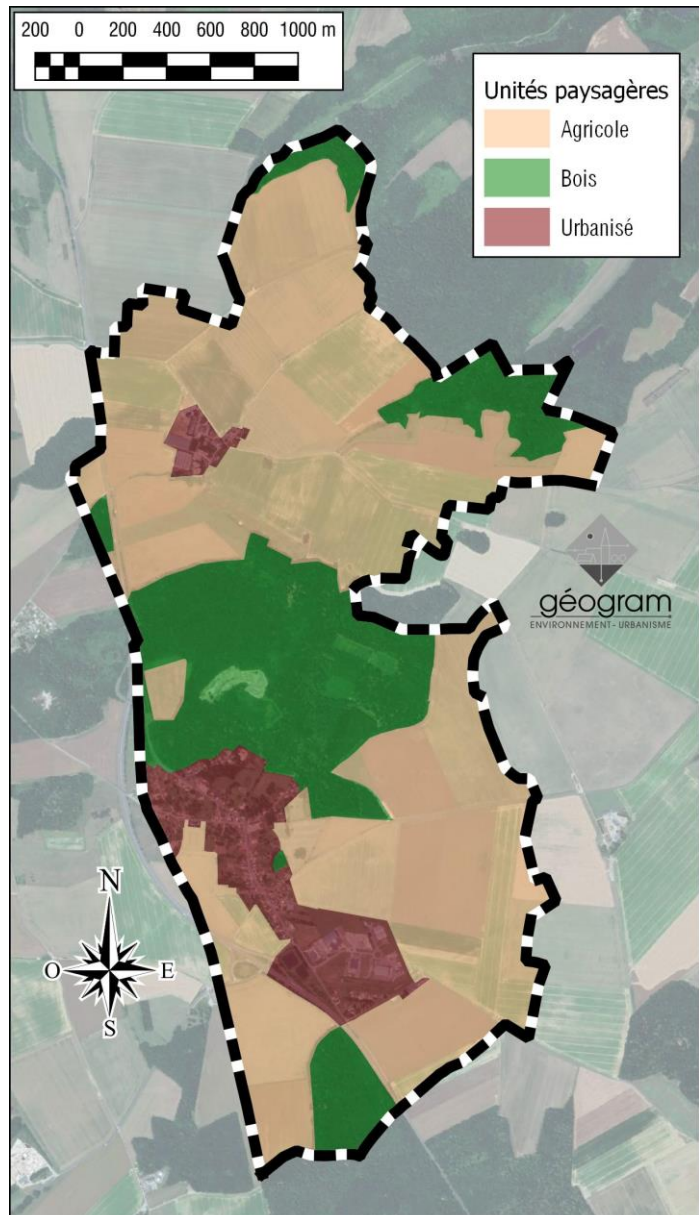 200 0 200 400 600 800 1000 m
Unités paysagères
Agricole
Bois
Urbanisé
géogram
ENVIRONNEMENT - URBANISME
N
O E
S